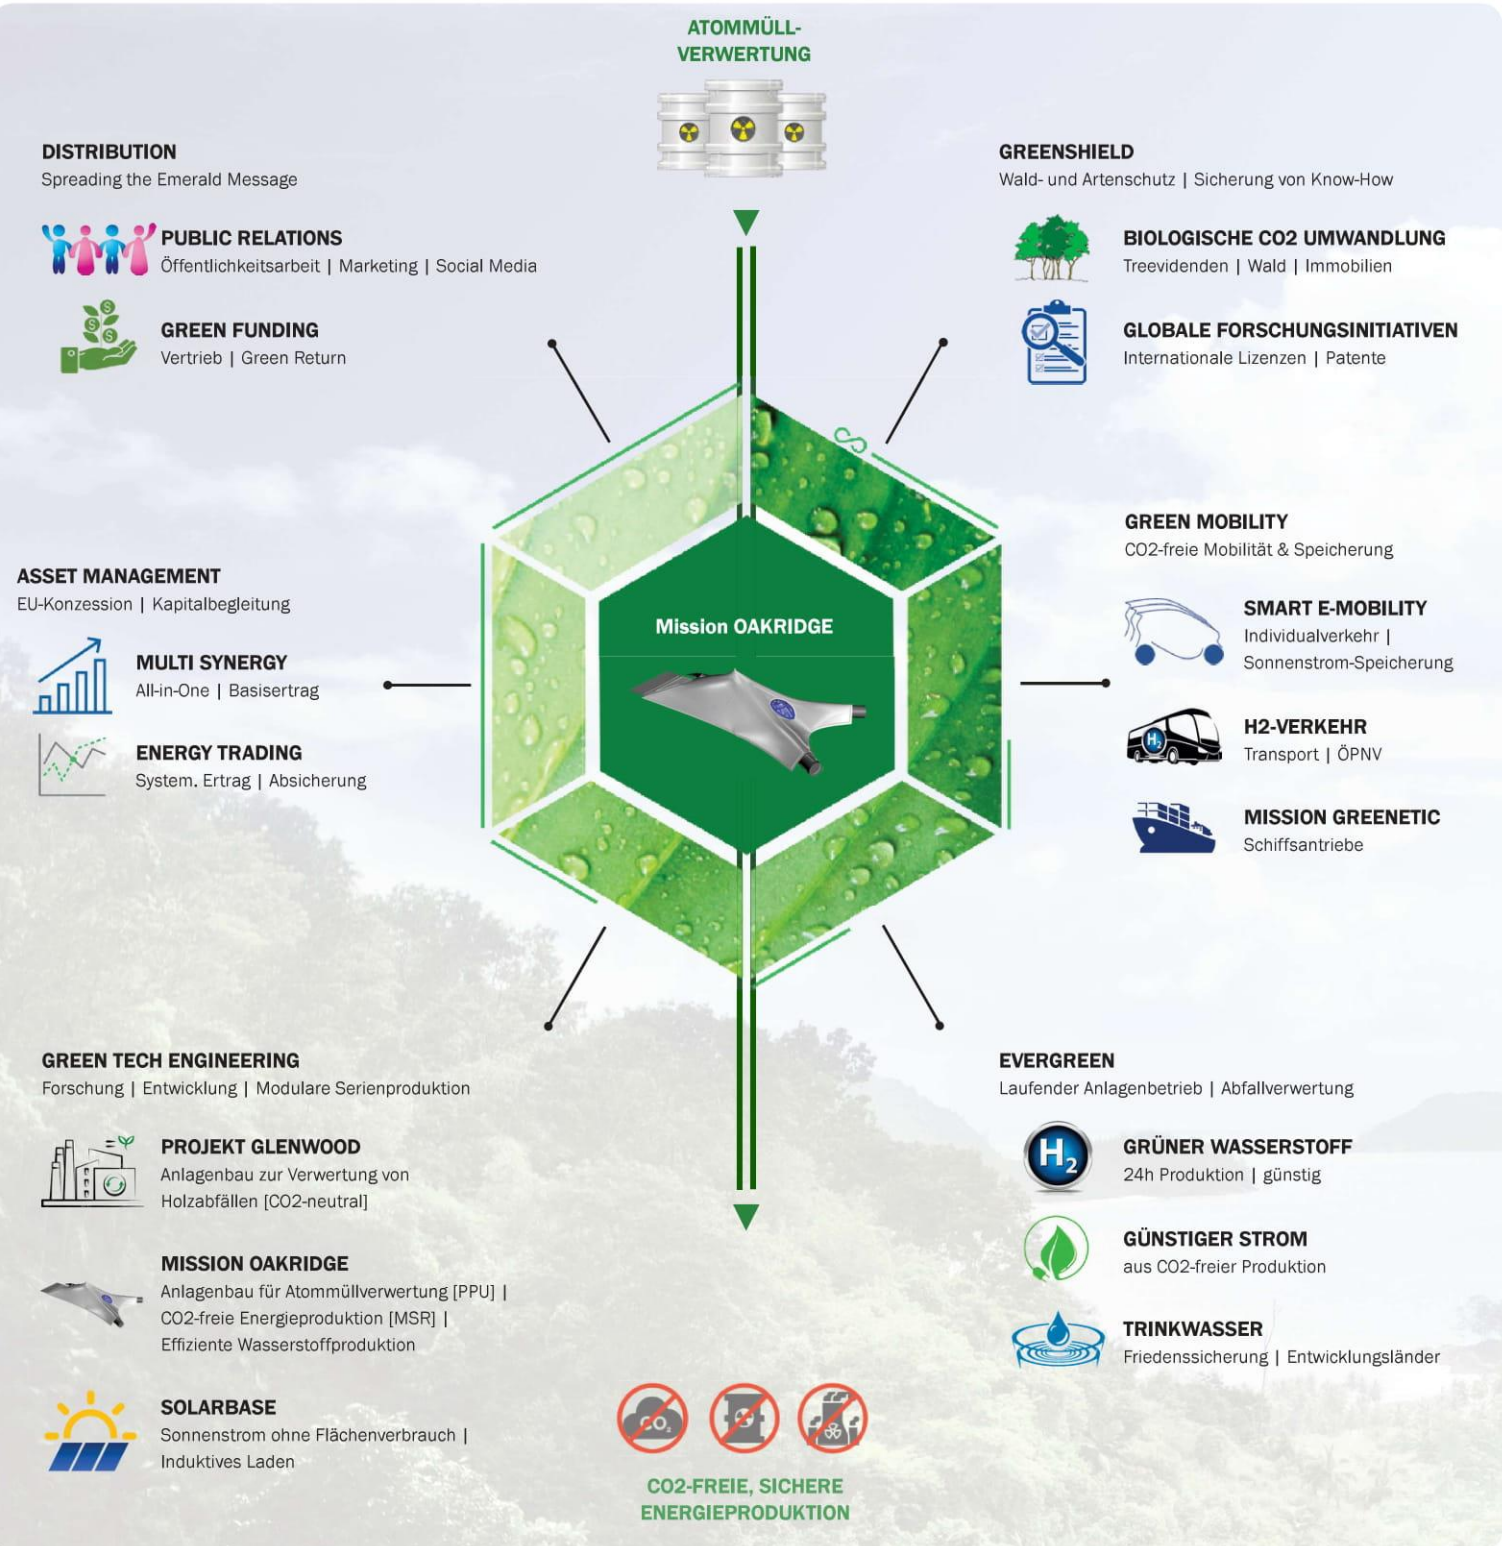 ATOMMÜLL-
VERWERTUNG
DISTRIBUTION
Spreading the Emerald Message
PUBLIC RELATIONS
Öffentlichkeitsarbeit | Marketing | Social Media
GREEN FUNDING
Vertrieb | Green Return
GREENSHIELD
Wald- und Artenschutz | Sicherung von Know-How
BIOLOGISCHE CO2 UMWANDLUNG
Treevidenden | Wald | Immobilien
GLOBALE FORSCHUNGSINITIATIVEN
Internationale Lizenzen | Patente
ASSET MANAGEMENT
EU-Konzession | Kapitalbegleitung
MULTI SYNERGY
All-in-One | Basisertrag
ENERGY TRADING
System. Ertrag | Absicherung
Mission OAKRIDGE
GREEN MOBILITY
CO2-freie Mobilität & Speicherung
SMART E-MOBILITY
Individualverkehr |
Sonnenstrom-Speicherung
H2
H2-VERKEHR
Transport | ÖPNV
MISSION GREENETIC
Schiffsantriebe
GREEN TECH ENGINEERING
Forschung | Entwicklung | Modulare Serienproduktion
PROJEKT GLENWOOD
Anlagenbau zur Verwertung von
Holzabfällen [CO2-neutral]
MISSION OAKRIDGE
Anlagenbau für Atommüllverwertung [PPU] |
CO2-freie Energieproduktion [MSR] |
Effiziente Wasserstoffproduktion
SOLARBASE
Sonnenstrom ohne Flächenverbrauch |
Induktives Laden
EVERGREEN
Laufender Anlagenbetrieb | Abfallverwertung
H2
GRÜNER WASSERSTOFF
24h Produktion | günstig
GÜNSTIGER STROM
aus CO2-freier Produktion
TRINKWASSER
Friedenssicherung | Entwicklungsländer
CO2
CO2-FREIE, SICHERE
ENERGIEPRODUKTION